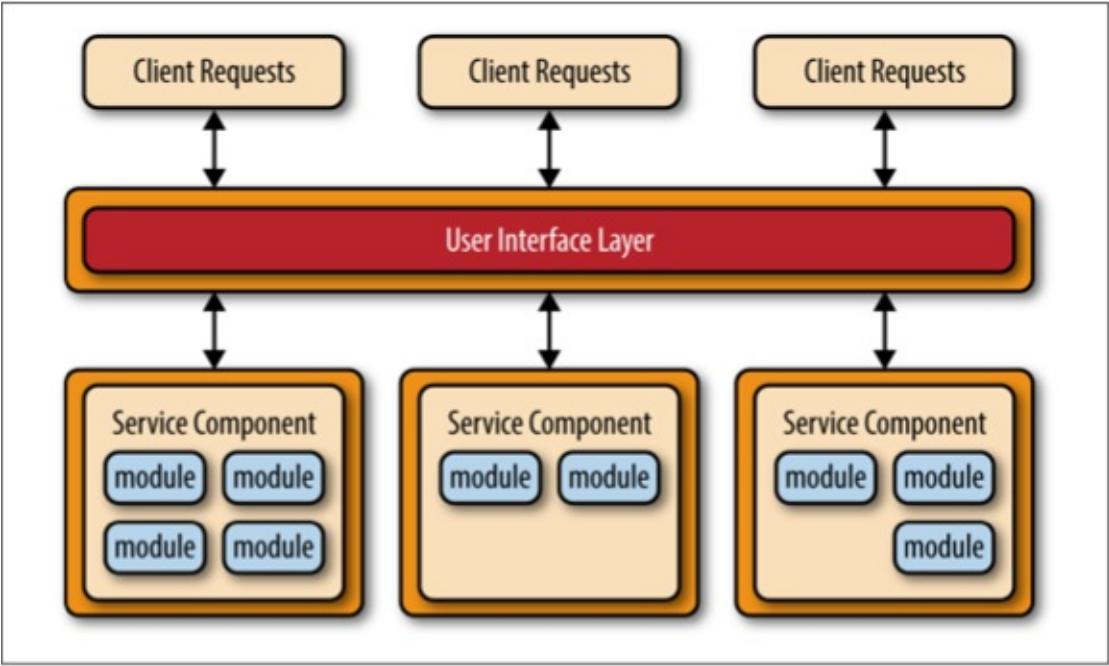 Client Requests
Client Requests
Client Requests
User Interface Layer
Service Component
module module
module module
Service Component
module module
Service Component
module module
module